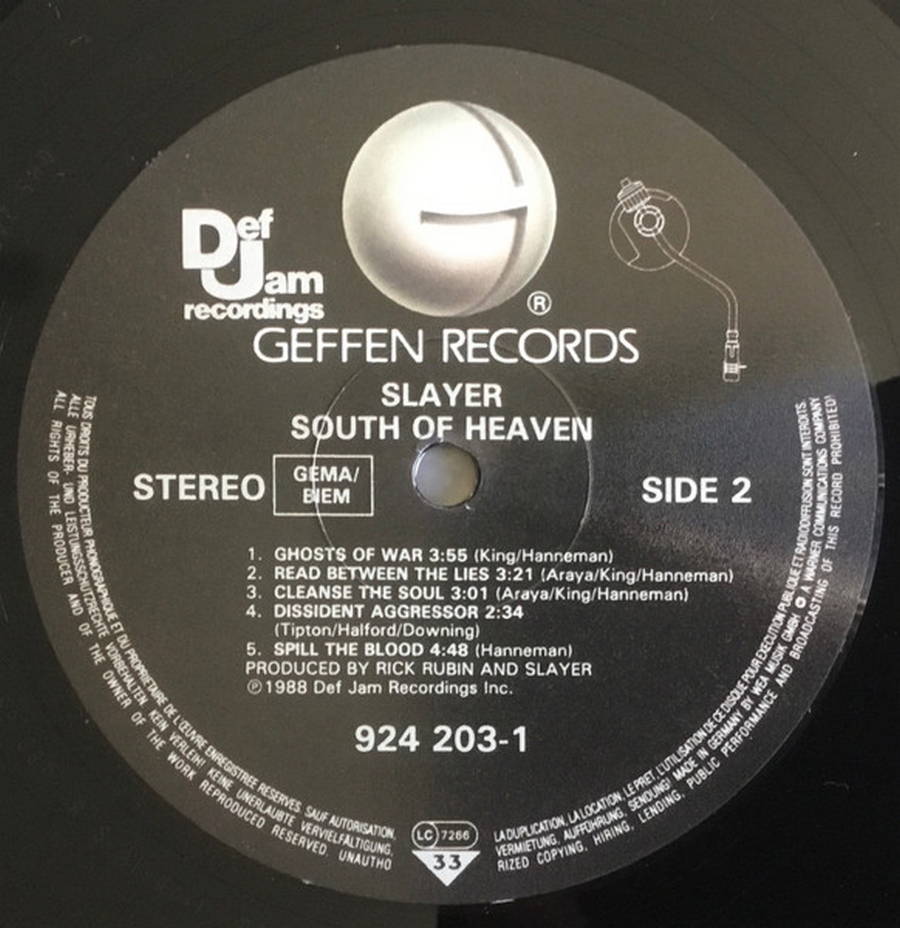 Def
Jam
recordings
®
GEFFEN RECORDS
SLAYER
SOUTH OF HEAVEN
STEREO
GEMA/
BIEM
SIDE 2
1. GHOSTS OF WAR 3:55 (King/Hanneman)
2. READ BETWEEN THE LIES 3:21 (Araya/King/Hanneman)
3. CLEANSE THE SOUL 3:01 (Araya/King/Hanneman)
4. DISSIDENT AGGRESSOR 2:34
(Tipton/Halford/Downing)
5. SPILL THE BLOOD 4:48 (Hanneman)
PRODUCED BY RICK RUBIN AND SLAYER
℗ 1988 Def Jam Recordings Inc.
924 203-1
LC 7266
33
TOUS DROITS DU PRODUCTEUR PHONOGRAPHIQUE ET DU PROPRIETAIRE DE L'ŒUVRE ENREGISTREE RESERVES. SAUF AUTORISATION, LA DUPLICATION, LA LOCATION, LE PRET, L'UTILISATION DE CE DISQUE POUR EXECUTION PUBLIQUE ET RADIODIFFUSION SONT INTERDITS.
ALLE URHEBER- UND LEISTUNGSSCHUTZRECHTE VORBEHALTEN. KEIN VERLEIH! KEINE UNERLAUBTE VERVIELFÄLTIGUNG, VERMIETUNG, AUFFÜHRUNG, SENDUNG! MADE IN GERMANY BY WEA MUSIK GMBH A WARNER COMMUNICATIONS COMPANY
ALL RIGHTS OF THE PRODUCER AND OF THE OWNER OF THE WORK REPRODUCED RESERVED. UNAUTHORIZED COPYING, HIRING, LENDING, PUBLIC PERFORMANCE AND BROADCASTING OF THIS RECORD PROHIBITED!